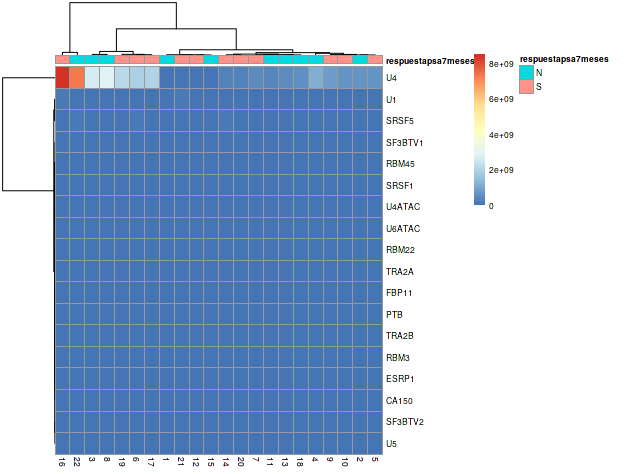 respuestapsa7meses
U4
U1
SRSF5
SF3BTV1
RBM45
SRSF1
U4ATAC
U6ATAC
RBM22
TRA2A
FBP11
PTB
TRA2B
RBM3
ESRP1
CA150
SF3BTV2
U5
16 22 3 8 19 6 17 1 21 12 15 14 20 7 11 13 18 4 9 10 2 5
8e+09
6e+09
4e+09
2e+09
0
respuestapsa7meses
N
S